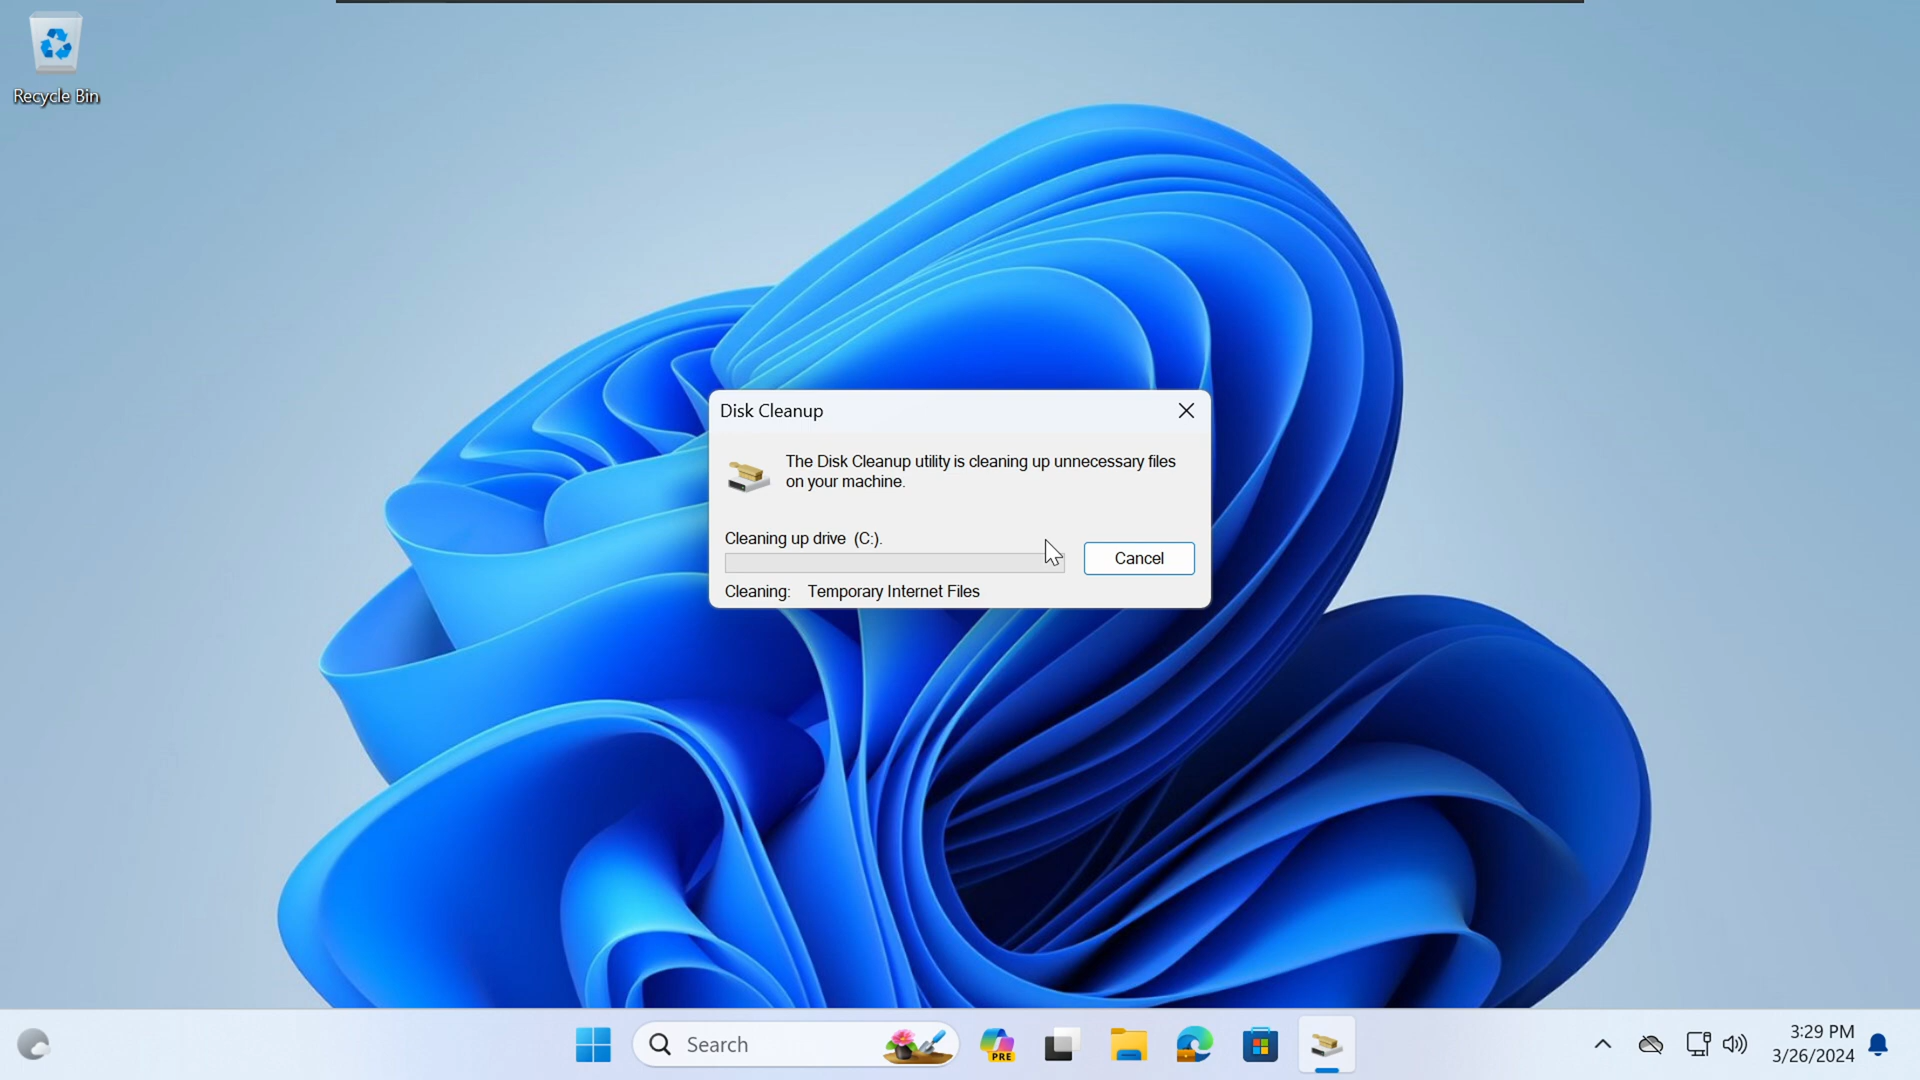 Recycle Bin
Disk Cleanup
The Disk Cleanup utility is cleaning up unnecessary files
on your machine.
Cleaning up drive (C:).
Cancel
Cleaning: Temporary Internet Files
Search
PRE
3:29 PM
3/26/2024